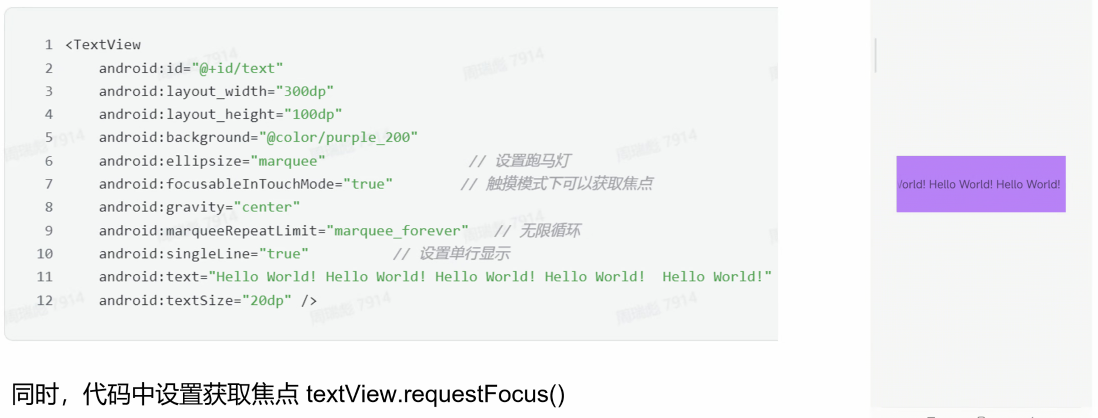 1 <TextView
2 android:id="@+id/text"
3 android:layout_width="300dp"
4 android:layout_height="100dp"
5 android:background="@color/purple_200"
6 android:ellipsize="marquee" // 设置跑马灯
7 android:focusableInTouchMode="true" // 触摸模式下可以获取焦点
8 android:gravity="center"
9 android:marqueeRepeatLimit="marquee_forever" // 无限循环
10 android:singleLine="true" // 设置单行显示
11 android:text="Hello World! Hello World! Hello World! Hello World!  Hello World!"
12 android:textSize="20dp" />
同时，代码中设置获取焦点 textView.requestFocus()
World! Hello World! Hello World!